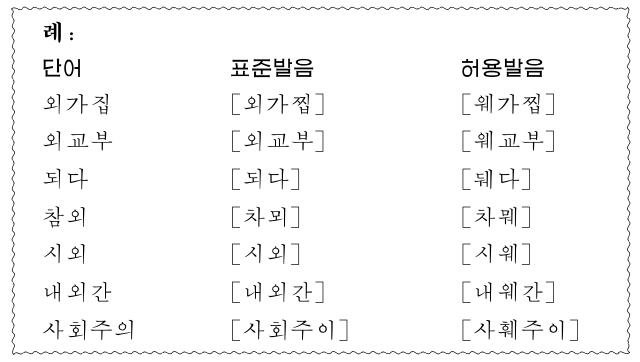 례 :
단어 표준발음 허용발음
외가집 [외가찝] [웨가찝]
외교부 [외교부] [웨교부]
되다 [되다] [뒈다]
참외 [차뫼] [차뭬]
시외 [시외] [시웨]
내외간 [내외간] [내웨간]
사회주의 [사회주이] [사훼주이]